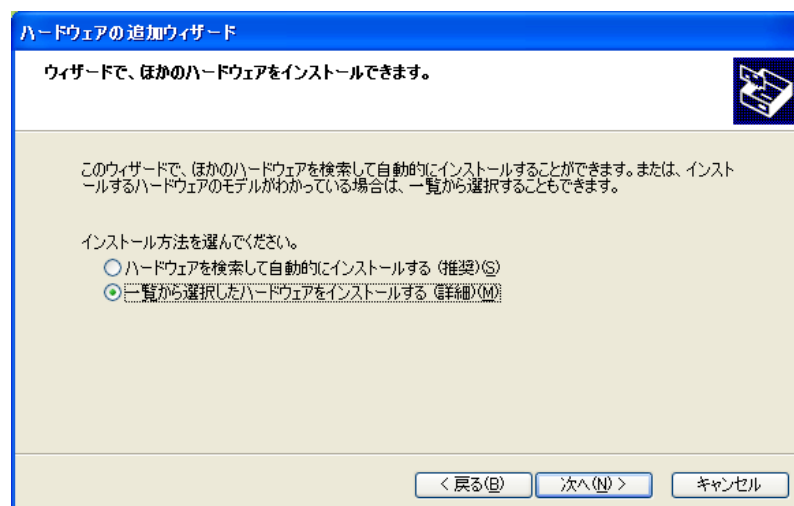 ハードウェアの追加ウィザード
ウィザードで、ほかのハードウェアをインストールできます。
このウィザードで、ほかのハードウェアを検索して自動的にインストールすることができます。または、インスト
ールするハードウェアのモデルがわかっている場合は、一覧から選択することもできます。
インストール方法を選んでください。
ハードウェアを検索して自動的にインストールする (推奨)(S)
一覧から選択したハードウェアをインストールする (詳細)(M)
< 戻る(B) 次へ(N) > キャンセル